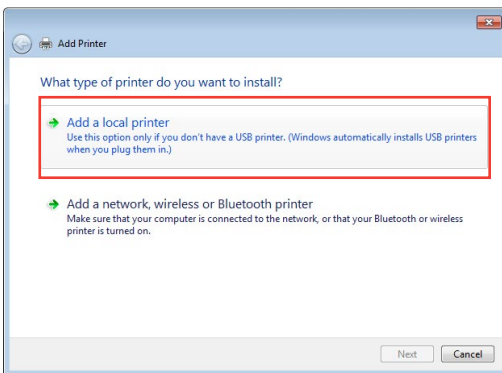 Add Printer
What type of printer do you want to install?
Add a local printer
Use this option only if you don't have a USB printer. (Windows automatically installs USB printers
when you plug them in.)
Add a network, wireless or Bluetooth printer
Make sure that your computer is connected to the network, or that your Bluetooth or wireless
printer is turned on.
Next Cancel